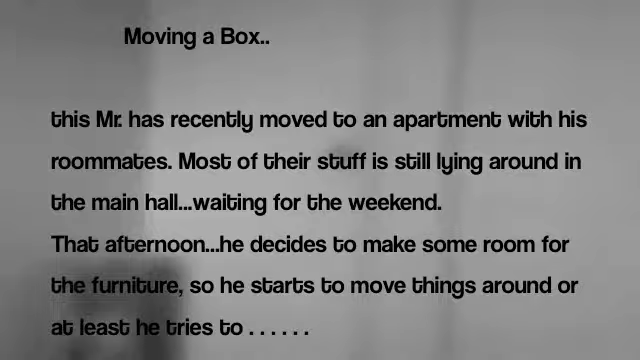 Moving a Box..
this Mr. has recently moved to an apartment with his
roommates. Most of their stuff is still lying around in
the main hall...waiting for the weekend.
That afternoon...he decides to make some room for
the furniture, so he starts to move things around or
at least he tries to . . . . . .